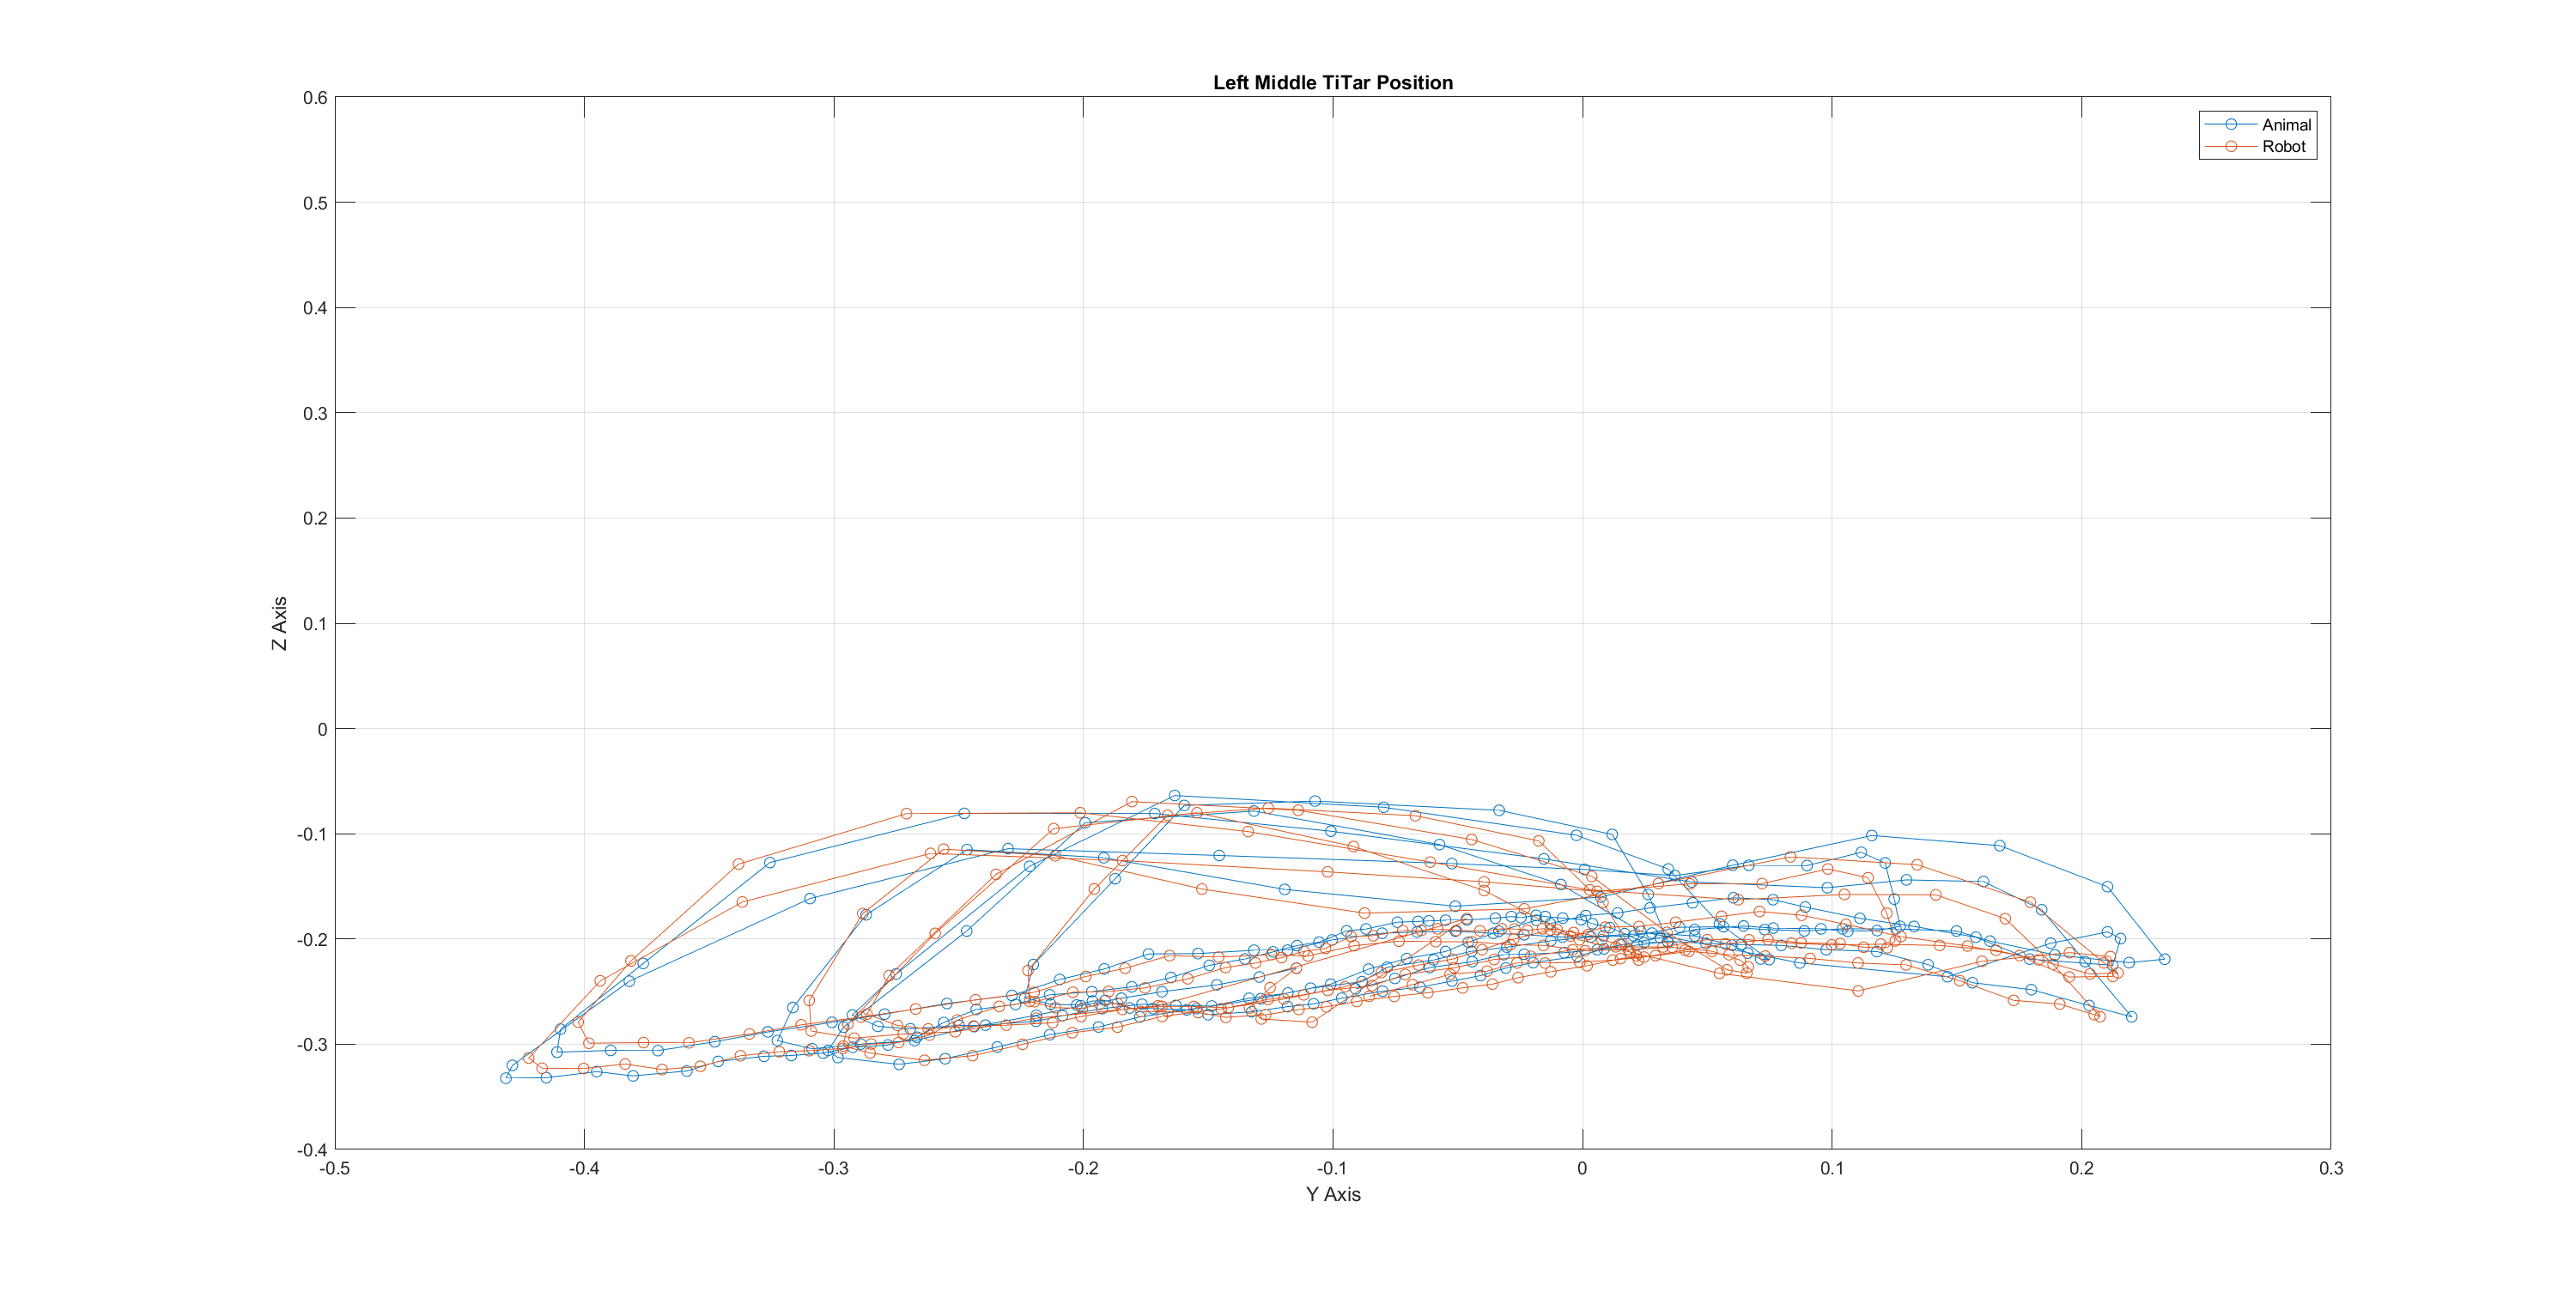 Left Middle TiTar Position
Animal
Robot
0.6
0.5
0.4
0.3
0.2
0.1
0
-0.1
-0.2
-0.3
-0.4
Z Axis
-0.5 -0.4 -0.3 -0.2 -0.1 0 0.1 0.2 0.3
Y Axis